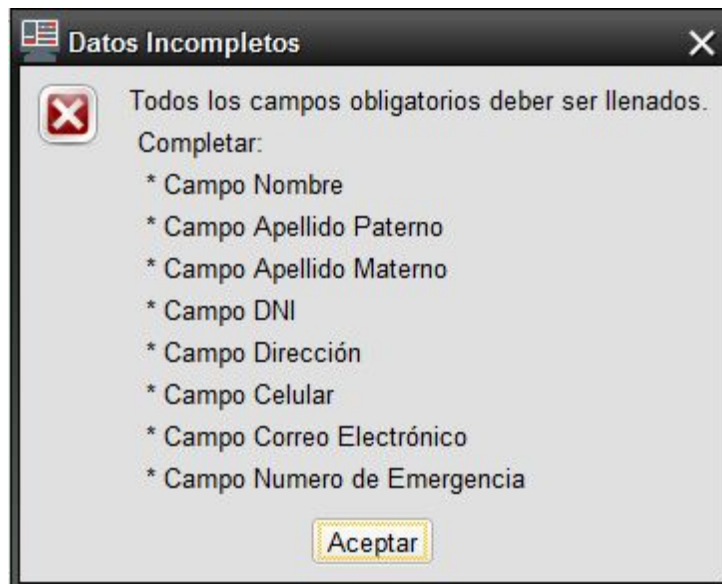 Datos Incompletos
Todos los campos obligatorios deber ser llenados.
Completar:
* Campo Nombre
* Campo Apellido Paterno
* Campo Apellido Materno
* Campo DNI
* Campo Dirección
* Campo Celular
* Campo Correo Electrónico
* Campo Numero de Emergencia
Aceptar